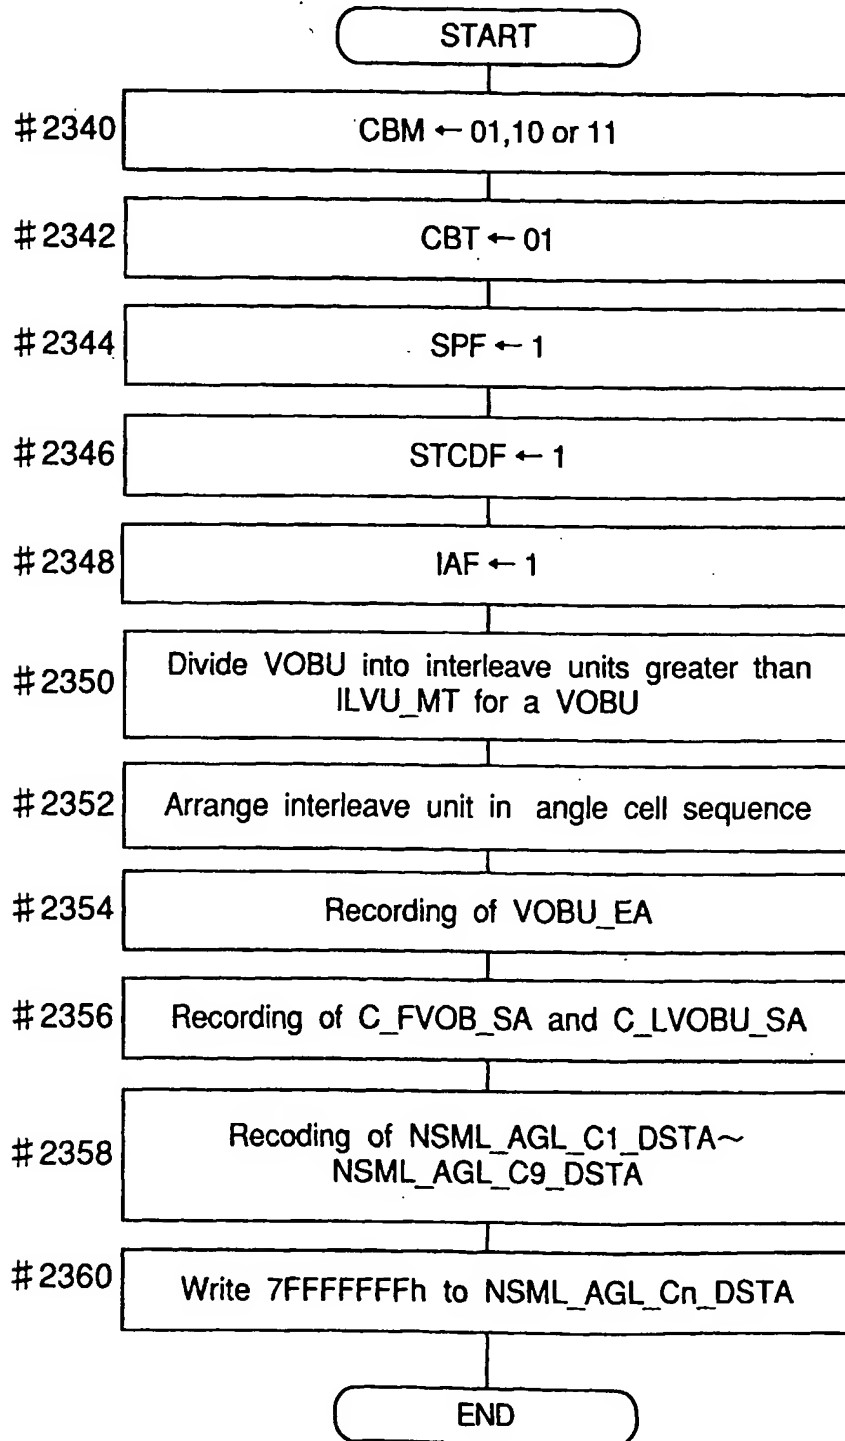 START
#2340
CBM ← 01,10 or 11
#2342
CBT ← 01
#2344
SPF ← 1
#2346
STCDF ← 1
#2348
IAF ← 1
#2350
Divide VOBU into interleave units greater than
ILVU_MT for a VOBU
#2352
Arrange interleave unit in angle cell sequence
#2354
Recording of VOBU_EA
#2356
Recording of C_FVOB_SA and C_LVOBU_SA
#2358
Recoding of NSML_AGL_C1_DSTA~
NSML_AGL_C9_DSTA
#2360
Write 7FFFFFFFh to NSML_AGL_Cn_DSTA
END